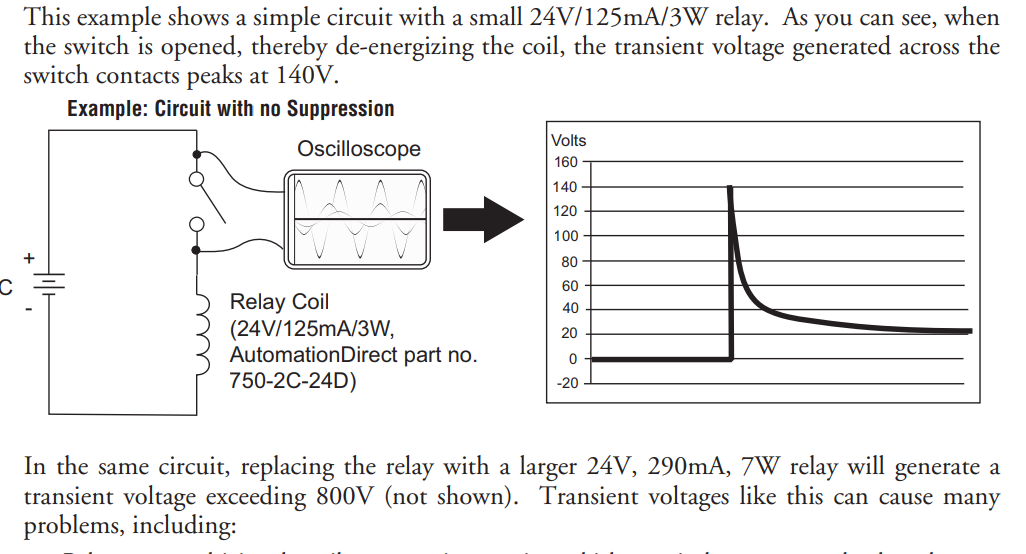 This example shows a simple circuit with a small 24V/125mA/3W relay. As you can see, when
the switch is opened, thereby de-energizing the coil, the transient voltage generated across the
switch contacts peaks at 140V.
Example: Circuit with no Suppression
Oscilloscope
+
C
-
Relay Coil
(24V/125mA/3W,
AutomationDirect part no.
750-2C-24D)
Volts
160
140
120
100
80
60
40
20
0
-20
In the same circuit, replacing the relay with a larger 24V, 290mA, 7W relay will generate a
transient voltage exceeding 800V (not shown). Transient voltages like this can cause many
problems, including: